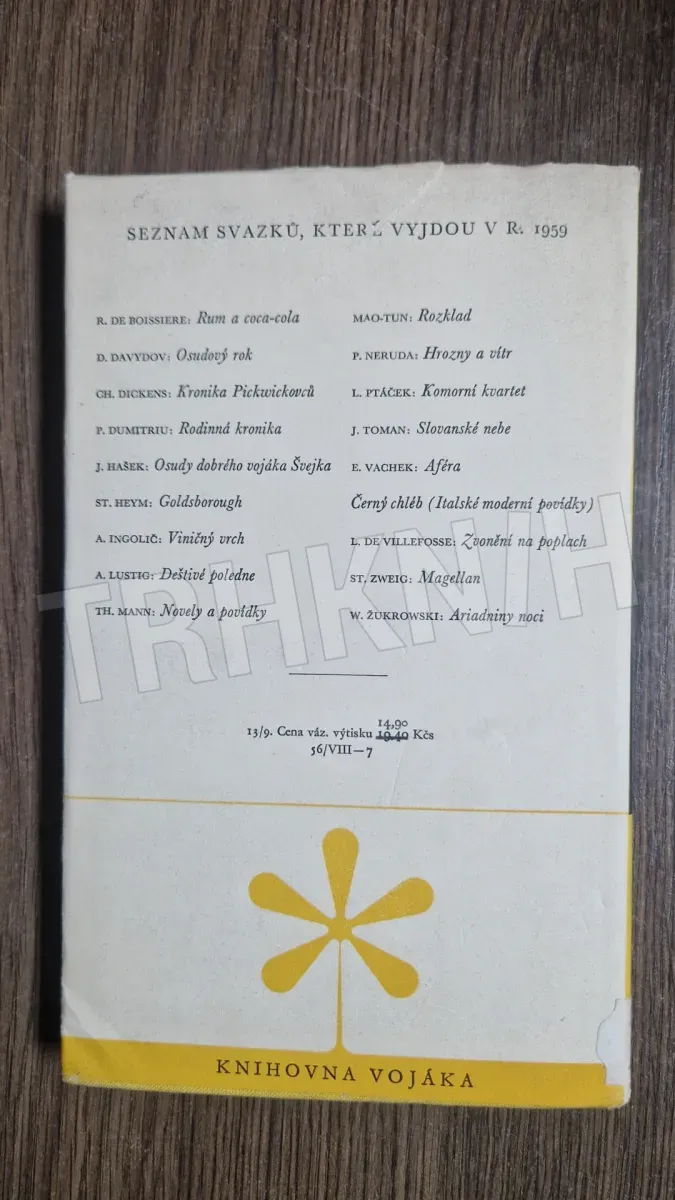 SEZNAM SVAZKŮ, KTERÉ VYJDOU V R. 1959
R. DE BOISSIERE: Rum a coca-cola
D. DAVYDOV: Osudový rok
CH. DICKENS: Kronika Pickwickovců
P. DUMITRIU: Rodinná kronika
J. HAŠEK: Osudy dobrého vojáka Švejka
ST. HEYM: Goldsborough
A. INGOLIČ: Viničný vrch
A. LUSTIG: Deštivé poledne
TH. MANN: Novely a povídky
MAO-TUN: Rozklad
P. NERUDA: Hrozny a vítr
L. PTÁČEK: Komorní kvartet
J. TOMAN: Slovanské nebe
E. VACHEK: Aféra
Černý chléb (Italské moderní povídky)
L. DE VILLEFOSSE: Zvonění na poplach
ST. ZWEIG: Magellan
W. ŽUKROWSKI: Ariadniny noci
TRHKNIH
14,90
13/9. Cena váz. výtisku 19.40 Kčs
56/VIII—7
KNIHOVNA VOJÁKA